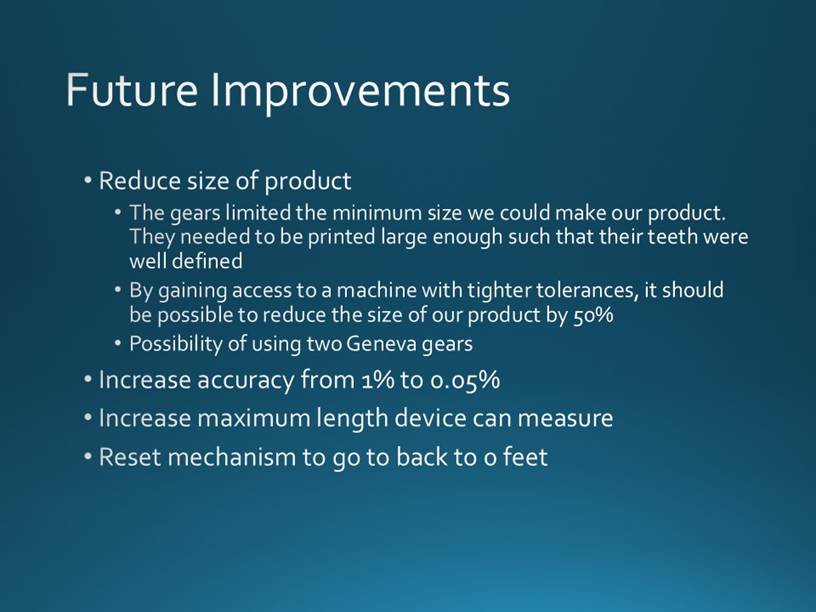 Future Improvements
• Reduce size of product
• The gears limited the minimum size we could make our product.
They needed to be printed large enough such that their teeth were
well defined
• By gaining access to a machine with tighter tolerances, it should
be possible to reduce the size of our product by 50%
• Possibility of using two Geneva gears
• Increase accuracy from 1% to 0.05%
• Increase maximum length device can measure
• Reset mechanism to go to back to 0 feet